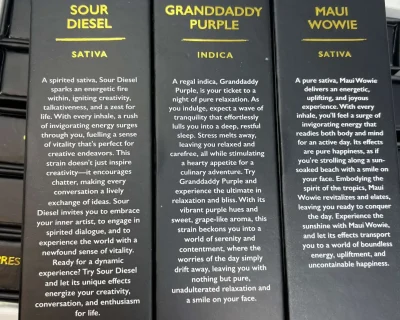 SOUR
DIESEL
SATIVA
A spirited sativa, Sour Diesel
sparks an energetic fire
within, igniting creativity,
talkativeness, and a zest for
life. With every inhale, a rush
of invigorating energy surges
through you, fuelling a sense
of vitality that's perfect for
creative endeavors. This
strain doesn't just inspire
creativity—it encourages
chatter, making every
conversation a lively
exchange of ideas. Sour
Diesel invites you to embrace
your inner artist, to engage in
spirited dialogue, and to
experience the world with a
newfound sense of vitality.
Ready for a dynamic
experience? Try Sour Diesel
and let its unique effects
energize your creativity,
conversation, and enthusiasm
for life.
GRANDDADDY
PURPLE
INDICA
A regal indica, Granddaddy
Purple, is your ticket to a
night of pure relaxation. As
you indulge, expect a wave of
tranquility that effortlessly
lulls you into a deep, restful
sleep. Stress melts away,
leaving you relaxed and
carefree, all while stimulating
a hearty appetite for a
culinary adventure. Try
Granddaddy Purple and
experience the ultimate in
relaxation and bliss. With its
vibrant purple hues and
sweet, grape-like aroma, this
strain beckons you into a
world of serenity and
contentment, where the
worries of the day simply
drift away, leaving you with
nothing but pure,
unadulterated relaxation and
a smile on your face.
MAUI
WOWIE
SATIVA
A pure sativa, Maui Wowie
delivers an energetic,
uplifting, and joyous
experience. With every
inhale, you'll feel a surge of
invigorating energy that
readies both body and mind
for an active day. Its effects
are pure happiness, as if
you're strolling along a sun-
soaked beach with a smile on
your face. Embodying the
spirit of the tropics, Maui
Wowie revitalizes and elates,
leaving you ready to conquer
the day. Experience the
sunshine with Maui Wowie,
and let its effects transport
you to a world of boundless
energy, upliftment, and
uncontainable happiness.